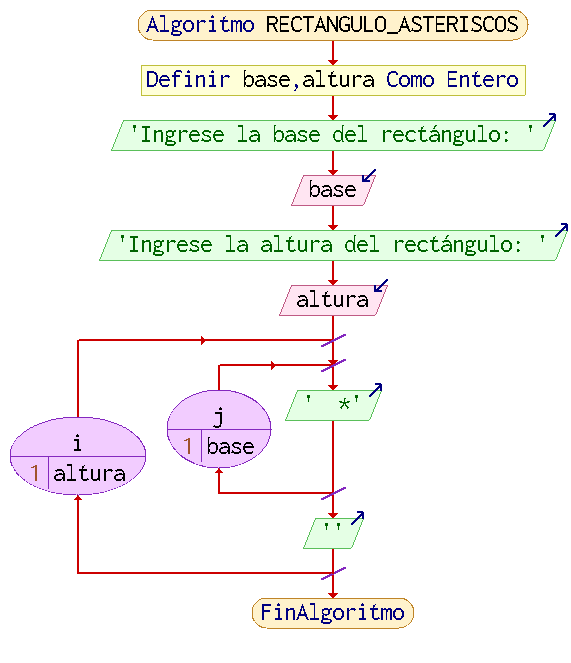 Algoritmo RECTANGULO_ASTERISCOS
Definir base,altura Como Entero
'Ingrese la base del rectángulo: '
base
'Ingrese la altura del rectángulo: '
altura
'  *'
j
1 base
i
1 altura
''
FinAlgoritmo